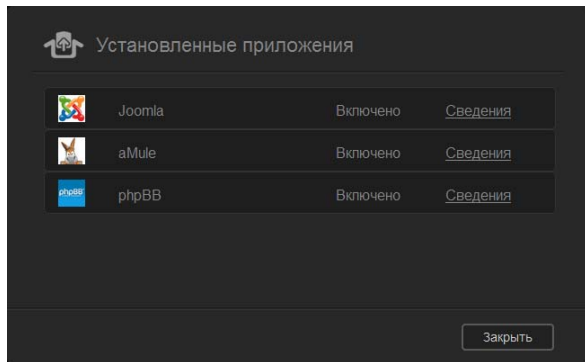 Установленные приложения
Joomla Включено Сведения
aMule Включено Сведения
phpBB phpBB Включено Сведения
Закрыть